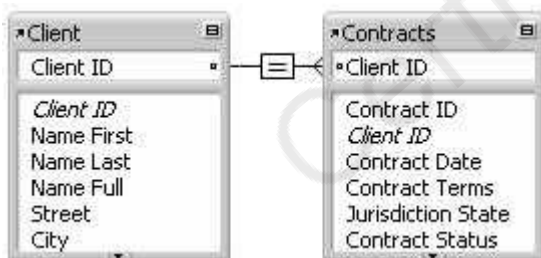 Client
Client ID
Client ID
Name First
Name Last
Name Full
Street
City
=
Contracts
Client ID
Contract ID
Client ID
Contract Date
Contract Terms
Jurisdiction State
Contract Status